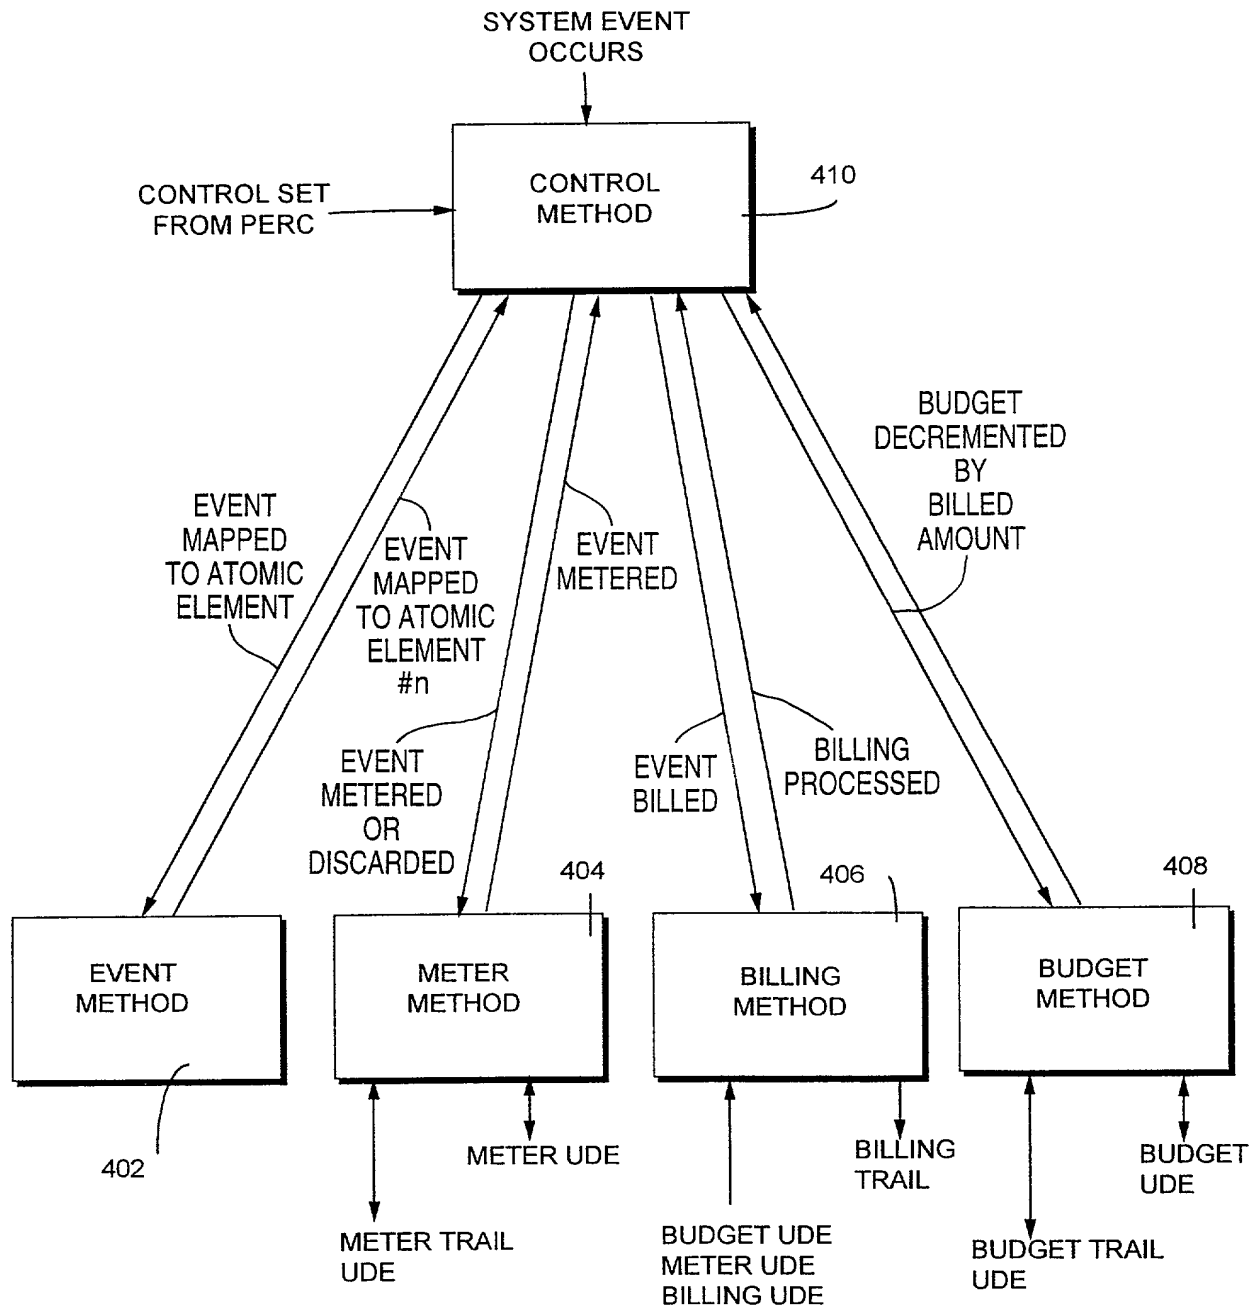 SYSTEM EVENT
OCCURS
CONTROL
METHOD
410
CONTROL SET
FROM PERC
BUDGET
DECREMENTED
BY
BILLED
AMOUNT
EVENT
MAPPED
TO ATOMIC
ELEMENT
EVENT
MAPPED
TO ATOMIC
ELEMENT
#n
EVENT
METERED
EVENT
METERED
OR
DISCARDED
EVENT
BILLED
BILLING
PROCESSED
404
406
408
EVENT
METHOD
METER
METHOD
BILLING
METHOD
BUDGET
METHOD
402
METER UDE
BILLING
TRAIL
BUDGET
UDE
METER TRAIL
UDE
BUDGET UDE
METER UDE
BILLING UDE
BUDGET TRAIL
UDE